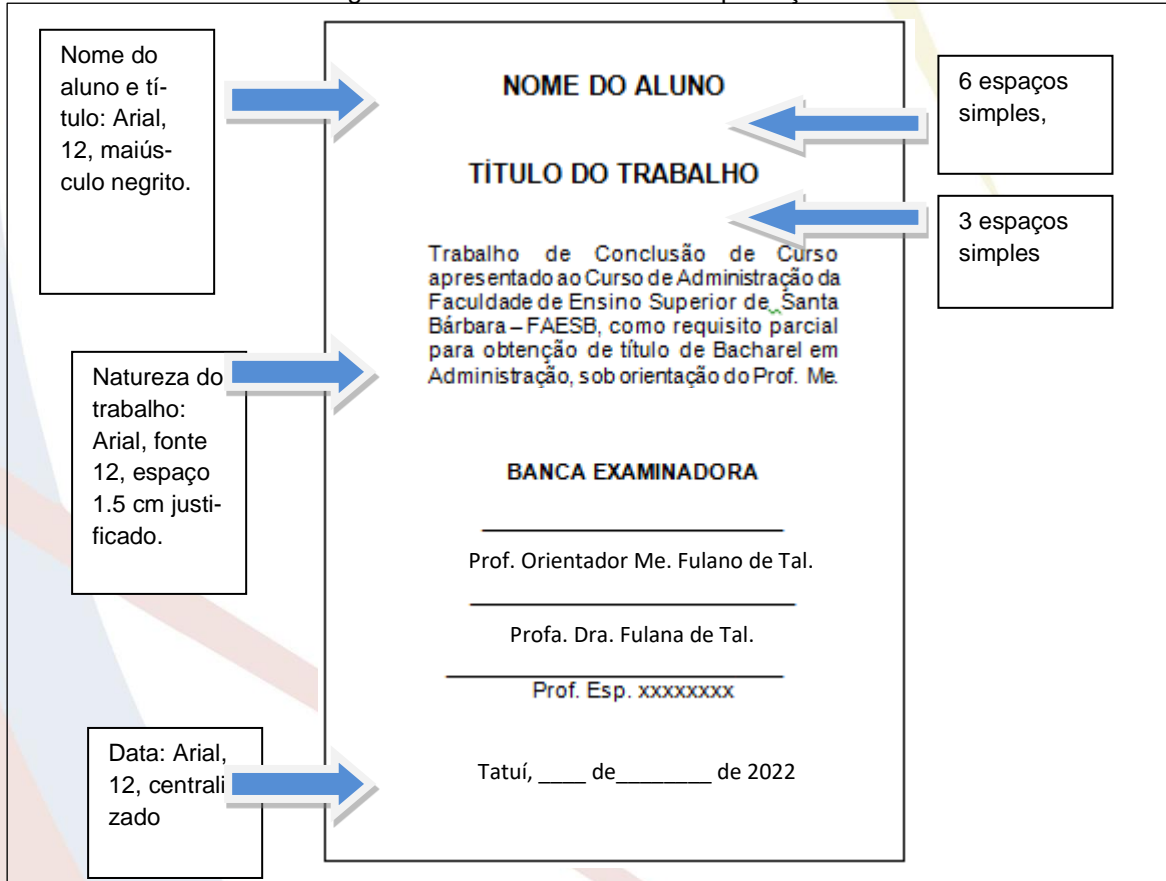 Nome do
aluno e tí-
tulo: Arial,
12, maiús-
culo negrito.
NOME DO ALUNO
6 espaços
simples,
TÍTULO DO TRABALHO
3 espaços
simples
Trabalho de Conclusão de Curso
apresentado ao Curso de Administração da
Faculdade de Ensino Superior de Santa
Bárbara – FAESB, como requisito parcial
para obtenção de título de Bacharel em
Administração, sob orientação do Prof. Me.
Natureza do
trabalho:
Arial, fonte
12, espaço
1.5 cm justi-
ficado.
BANCA EXAMINADORA
Prof. Orientador Me. Fulano de Tal.
Profa. Dra. Fulana de Tal.
Prof. Esp. xxxxxxxx
Data: Arial,
12, centrali
zado
Tatuí, ____ de________ de 2022